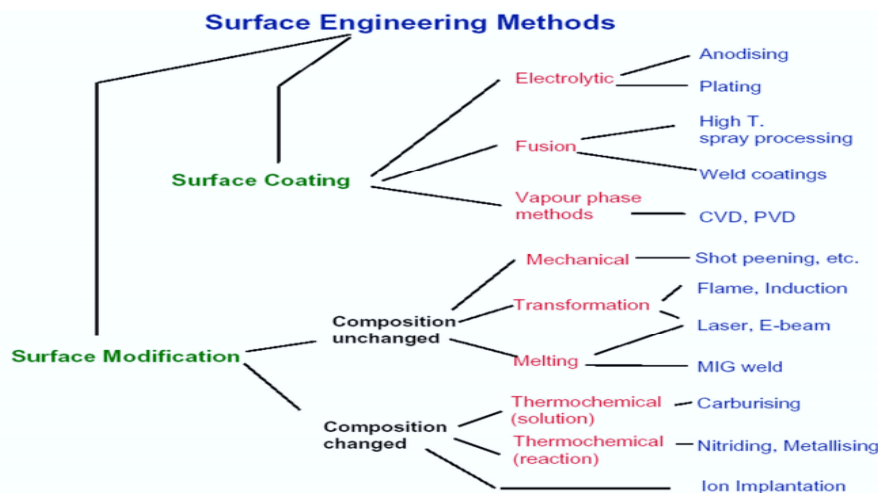 Surface Engineering Methods
Electrolytic
Anodising
Plating
Surface Coating
Fusion
High T.
spray processing
Weld coatings
Vapour phase
methods
CVD, PVD
Surface Modification
Composition
unchanged
Mechanical
Shot peening, etc.
Transformation
Flame, Induction
Laser, E-beam
Melting
MIG weld
Composition
changed
Thermochemical
(solution)
Carburising
Thermochemical
(reaction)
Nitriding, Metallising
Ion Implantation